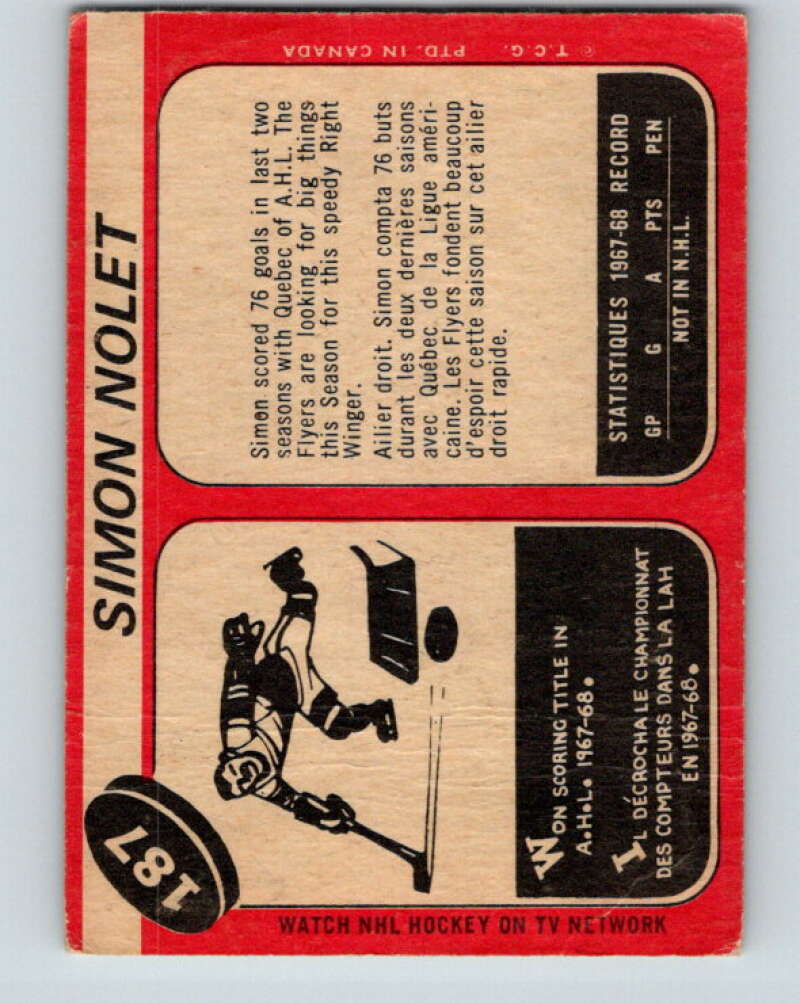 187
SIMON NOLET
WATCH NHL HOCKEY ON TV NETWORK
WON SCORING TITLE IN
A.H.L. 1967-68.
IL DÉCROCHA LE CHAMPIONNAT
DES COMPTEURS DANS LA LAH
EN 1967-68.
Simon scored 76 goals in last two
seasons with Quebec of A.H.L. The
Flyers are looking for big things
this Season for this speedy Right
Winger.
Ailier droit. Simon compta 76 buts
durant les deux dernières saisons
avec Québec, de la Ligue améri-
caine. Les Flyers fondent beaucoup
d'espoir cette saison sur cet ailier
droit rapide.
STATISTIQUES 1967-68 RECORD
GP G A PTS PEN
NOT IN N.H.L.
© T.C.G. PTD. IN CANADA